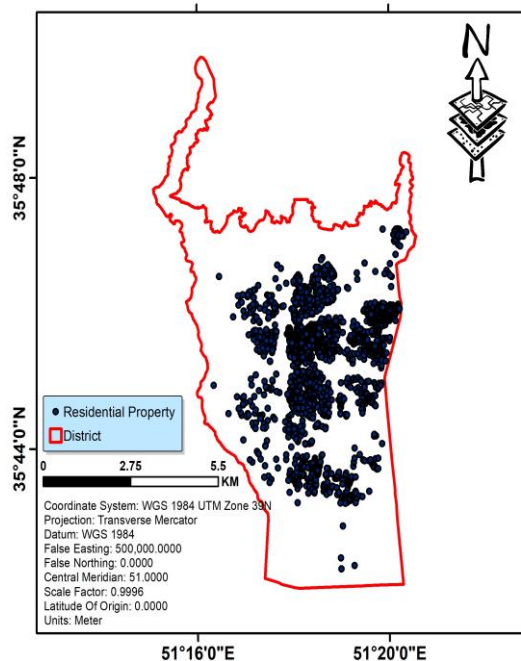 N
35°48'0"N
35°44'0"N
Residential Property
District
0 2.75 5.5
KM
Coordinate System: WGS 1984 UTM Zone 39N
Projection: Transverse Mercator
Datum: WGS 1984
False Easting: 500,000.0000
False Northing: 0.0000
Central Meridian: 51.0000
Scale Factor: 0.9996
Latitude Of Origin: 0.0000
Units: Meter
51°16'0"E 51°20'0"E